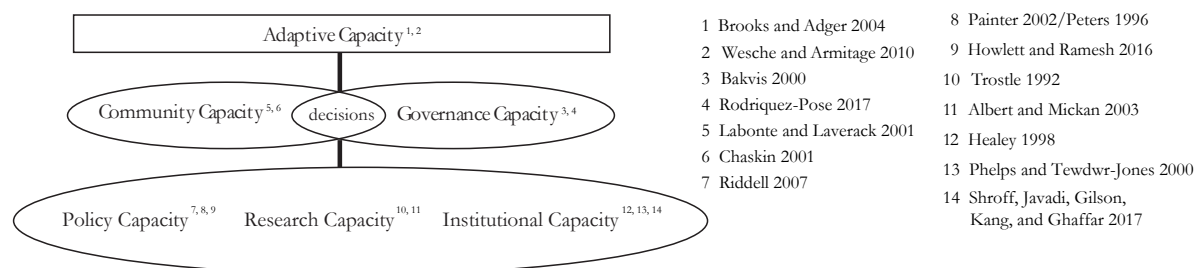 Adaptive Capacity 1, 2
Community Capacity 5, 6
decisions
Governance Capacity 3, 4
Policy Capacity 7, 8, 9
Research Capacity 10, 11
Institutional Capacity 12, 13, 14
1 Brooks and Adger 2004
2 Wesche and Armitage 2010
3 Bakvis 2000
4 Rodriquez-Pose 2017
5 Labonte and Laverack 2001
6 Chaskin 2001
7 Riddell 2007
8 Painter 2002/Peters 1996
9 Howlett and Ramesh 2016
10 Trostle 1992
11 Albert and Mickan 2003
12 Healey 1998
13 Phelps and Tewdwr-Jones 2000
14 Shroff, Javadi, Gilson,
Kang, and Ghaffar 2017